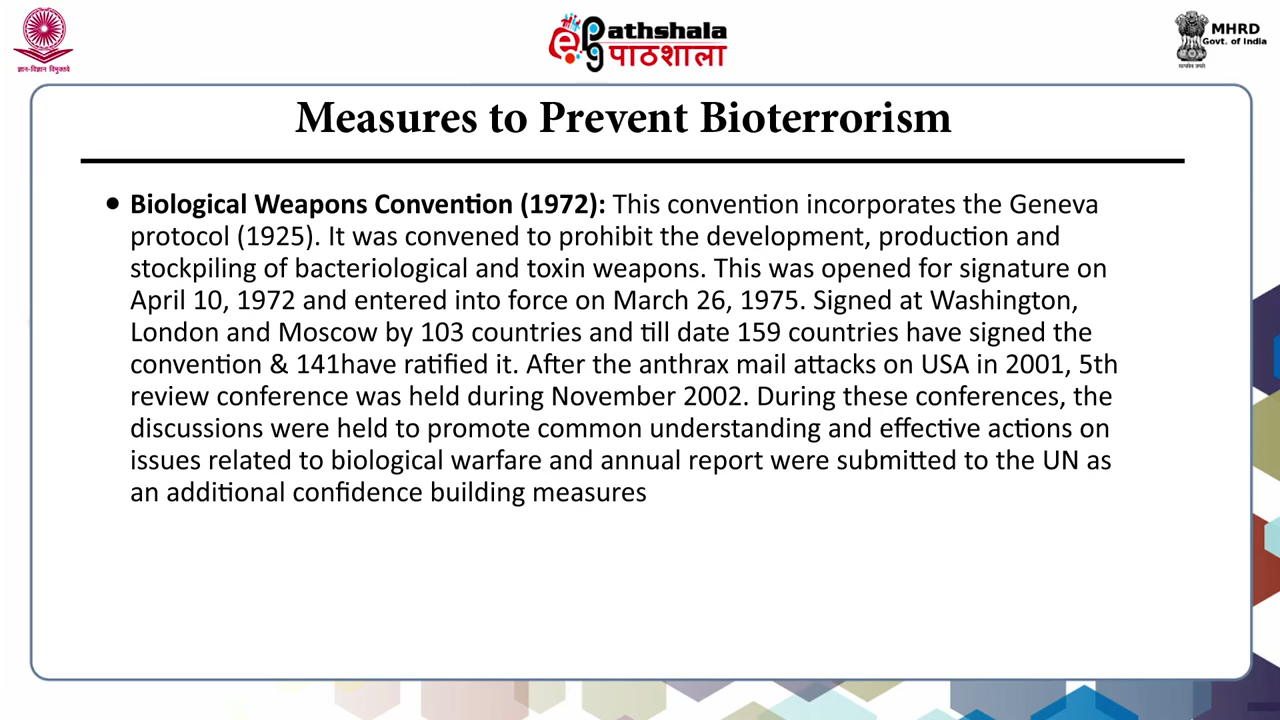 ज्ञान-विज्ञान विमुक्तये
ePG Pathshala
पाठशाला
MHRD
Govt. of India
सत्यमेव जयते
Measures to Prevent Bioterrorism
• Biological Weapons Convention (1972): This convention incorporates the Geneva
protocol (1925). It was convened to prohibit the development, production and
stockpiling of bacteriological and toxin weapons. This was opened for signature on
April 10, 1972 and entered into force on March 26, 1975. Signed at Washington,
London and Moscow by 103 countries and till date 159 countries have signed the
convention & 141have ratified it. After the anthrax mail attacks on USA in 2001, 5th
review conference was held during November 2002. During these conferences, the
discussions were held to promote common understanding and effective actions on
issues related to biological warfare and annual report were submitted to the UN as
an additional confidence building measures